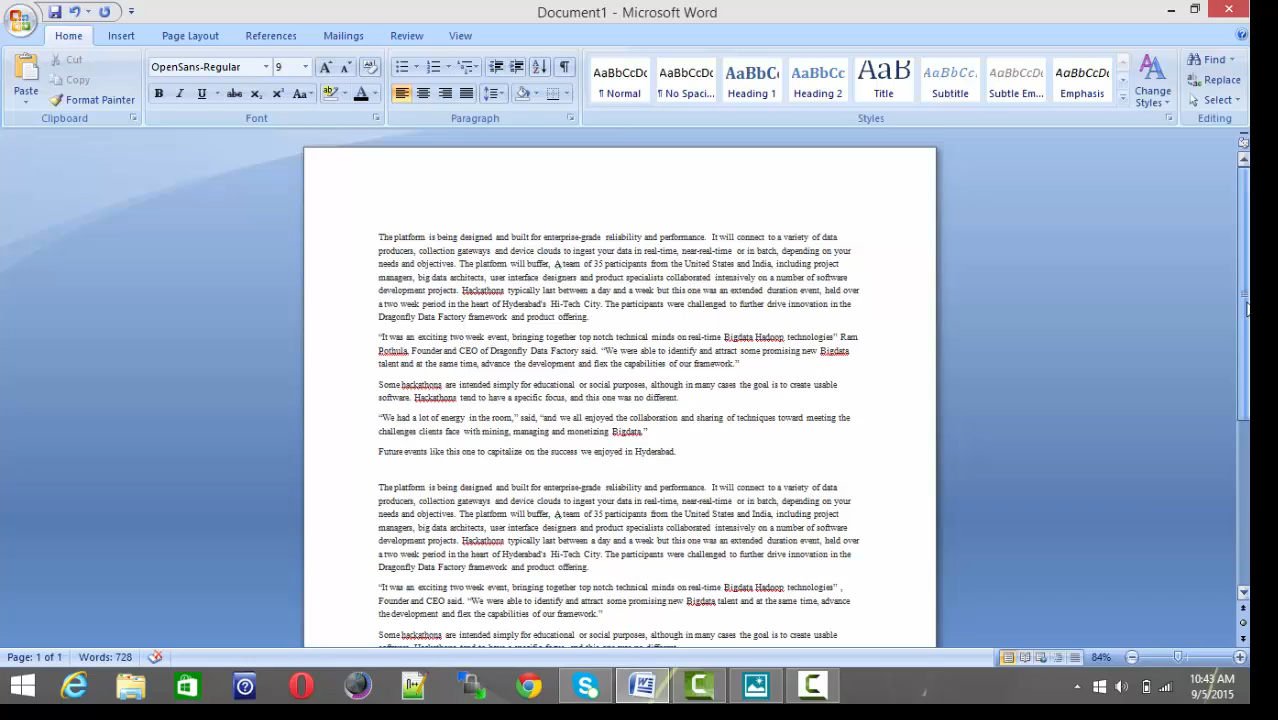 Document1 - Microsoft Word
Home Insert Page Layout References Mailings Review View
Cut
Copy
Format Painter
Paste
Clipboard
OpenSans-Regular 9
Font
Paragraph
AaBbCcDc AaBbCcDc AaBbC AaBbCc AaB AaBbCc. AaBbCcDc AaBbCcDc
¶ Normal ¶ No Spaci... Heading 1 Heading 2 Title Subtitle Subtle Em... Emphasis
Change
Styles
Styles
Find
Replace
Select
Editing
The platform is being designed and built for enterprise-grade reliability and performance. It will connect to a variety of data
producers, collection gateways and device clouds to ingest your data in real-time, near-real-time or in batch, depending on your
needs and objectives. The platform will buffer, A team of 35 participants from the United States and India, including project
managers, big data architects, user interface designers and product specialists collaborated intensively on a number of software
development projects. Hackathons typically last between a day and a week but this one was an extended duration event, held over
a two week period in the heart of Hyderabad's Hi-Tech City. The participants were challenged to further drive innovation in the
Dragonfly Data Factory framework and product offering.
“It was an exciting two week event, bringing together top notch technical minds on real-time Bigdata Hadoop technologies” Ram
Pothula, Founder and CEO of Dragonfly Data Factory said. “We were able to identify and attract some promising new Bigdata
talent and at the same time, advance the development and flex the capabilities of our framework.”
Some hackathons are intended simply for educational or social purposes, although in many cases the goal is to create usable
software. Hackathons tend to have a specific focus, and this one was no different.
“We had a lot of energy in the room,” said, “and we all enjoyed the collaboration and sharing of techniques toward meeting the
challenges clients face with mining, managing and monetizing Bigdata.”
Future events like this one to capitalize on the success we enjoyed in Hyderabad.
The platform is being designed and built for enterprise-grade reliability and performance. It will connect to a variety of data
producers, collection gateways and device clouds to ingest your data in real-time, near-real-time or in batch, depending on your
needs and objectives. The platform will buffer, A team of 35 participants from the United States and India, including project
managers, big data architects, user interface designers and product specialists collaborated intensively on a number of software
development projects. Hackathons typically last between a day and a week but this one was an extended duration event, held over
a two week period in the heart of Hyderabad's Hi-Tech City. The participants were challenged to further drive innovation in the
Dragonfly Data Factory framework and product offering.
“It was an exciting two week event, bringing together top notch technical minds on real-time Bigdata Hadoop technologies” ,
Founder and CEO said. “We were able to identify and attract some promising new Bigdata talent and at the same time, advance
the development and flex the capabilities of our framework.”
Some hackathons are intended simply for educational or social purposes, although in many cases the goal is to create usable
software. Hackathons tend to have a specific focus, and this one was no different.
Page: 1 of 1 Words: 728 84%
10:43 AM
9/5/2015